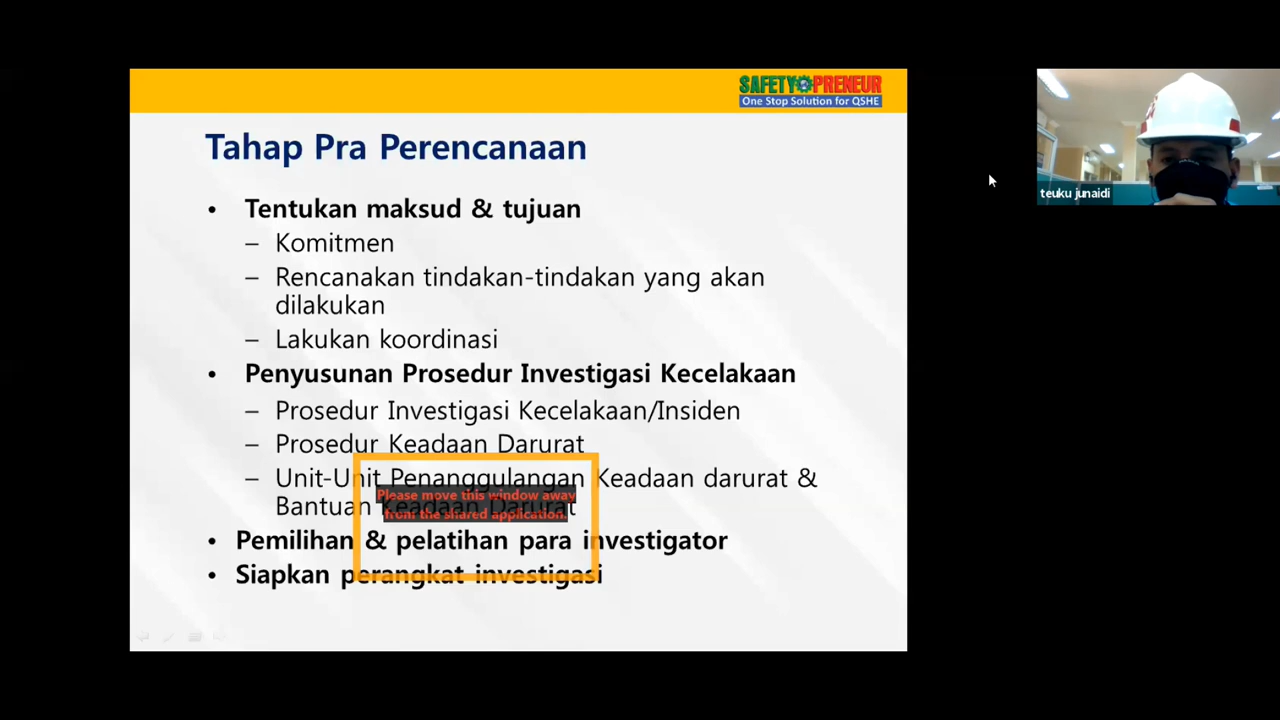 SAFETY PRENEUR
One Stop Solution for QSHE
Tahap Pra Perencanaan
• Tentukan maksud & tujuan
– Komitmen
– Rencanakan tindakan-tindakan yang akan
dilakukan
– Lakukan koordinasi
• Penyusunan Prosedur Investigasi Kecelakaan
– Prosedur Investigasi Kecelakaan/Insiden
– Prosedur Keadaan Darurat
– Unit-Unit Penanggulangan Keadaan darurat &
Bantuan Keadaan Darurat
Please move this window away
from the shared application.
• Pemilihan & pelatihan para investigator
• Siapkan perangkat investigasi
teuku junaidi